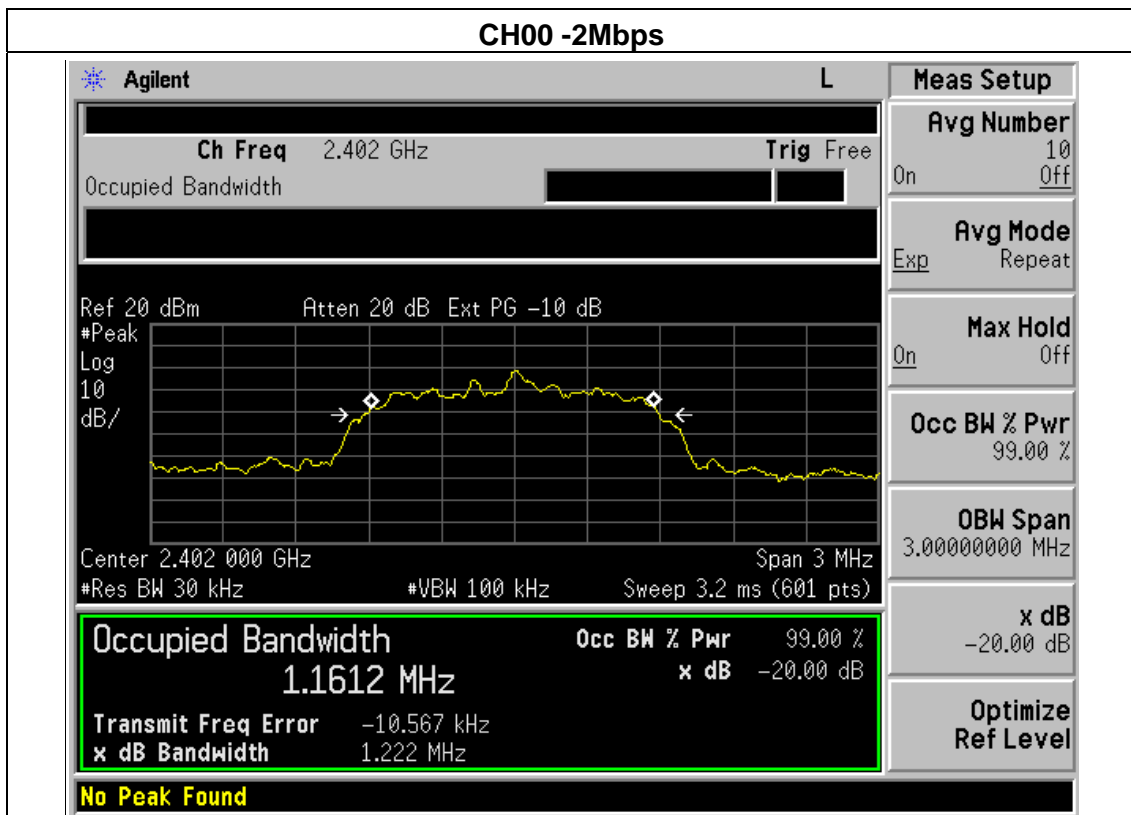 CH00 -2Mbps
Agilent L
Ch Freq 2.402 GHz Trig Free
Occupied Bandwidth
Ref 20 dBm Atten 20 dB Ext PG -10 dB
#Peak
Log
10
dB/
Center 2.402 000 GHz Span 3 MHz
#Res BW 30 kHz #VBW 100 kHz Sweep 3.2 ms (601 pts)
Occupied Bandwidth Occ BW % Pwr 99.00 %
1.1612 MHz x dB -20.00 dB
Transmit Freq Error -10.567 kHz
x dB Bandwidth 1.222 MHz
No Peak Found
Meas Setup
Avg Number
10
On Off
Avg Mode
Exp Repeat
Max Hold
On Off
Occ BW % Pwr
99.00 %
OBW Span
3.00000000 MHz
x dB
-20.00 dB
Optimize
Ref Level